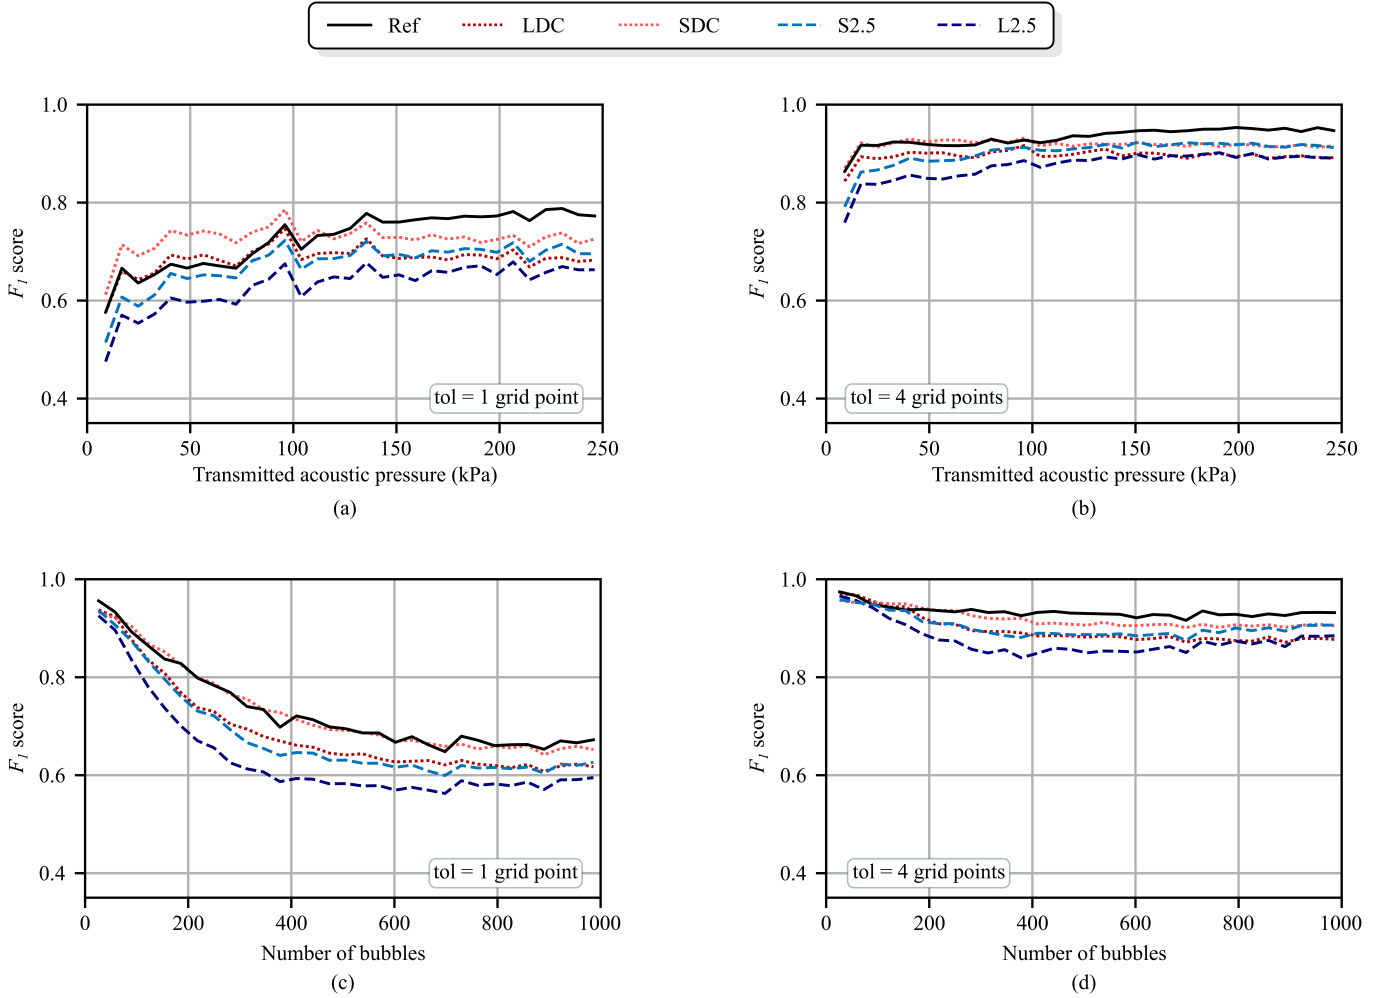 Ref LDC SDC S2.5 L2.5
1.0
0.8
0.6
0.4
F1 score
tol = 1 grid point
0 50 100 150 200 250
Transmitted acoustic pressure (kPa)
(a)
1.0
0.8
0.6
0.4
F1 score
tol = 4 grid points
0 50 100 150 200 250
Transmitted acoustic pressure (kPa)
(b)
1.0
0.8
0.6
0.4
F1 score
tol = 1 grid point
0 200 400 600 800 1000
Number of bubbles
(c)
1.0
0.8
0.6
0.4
F1 score
tol = 4 grid points
0 200 400 600 800 1000
Number of bubbles
(d)